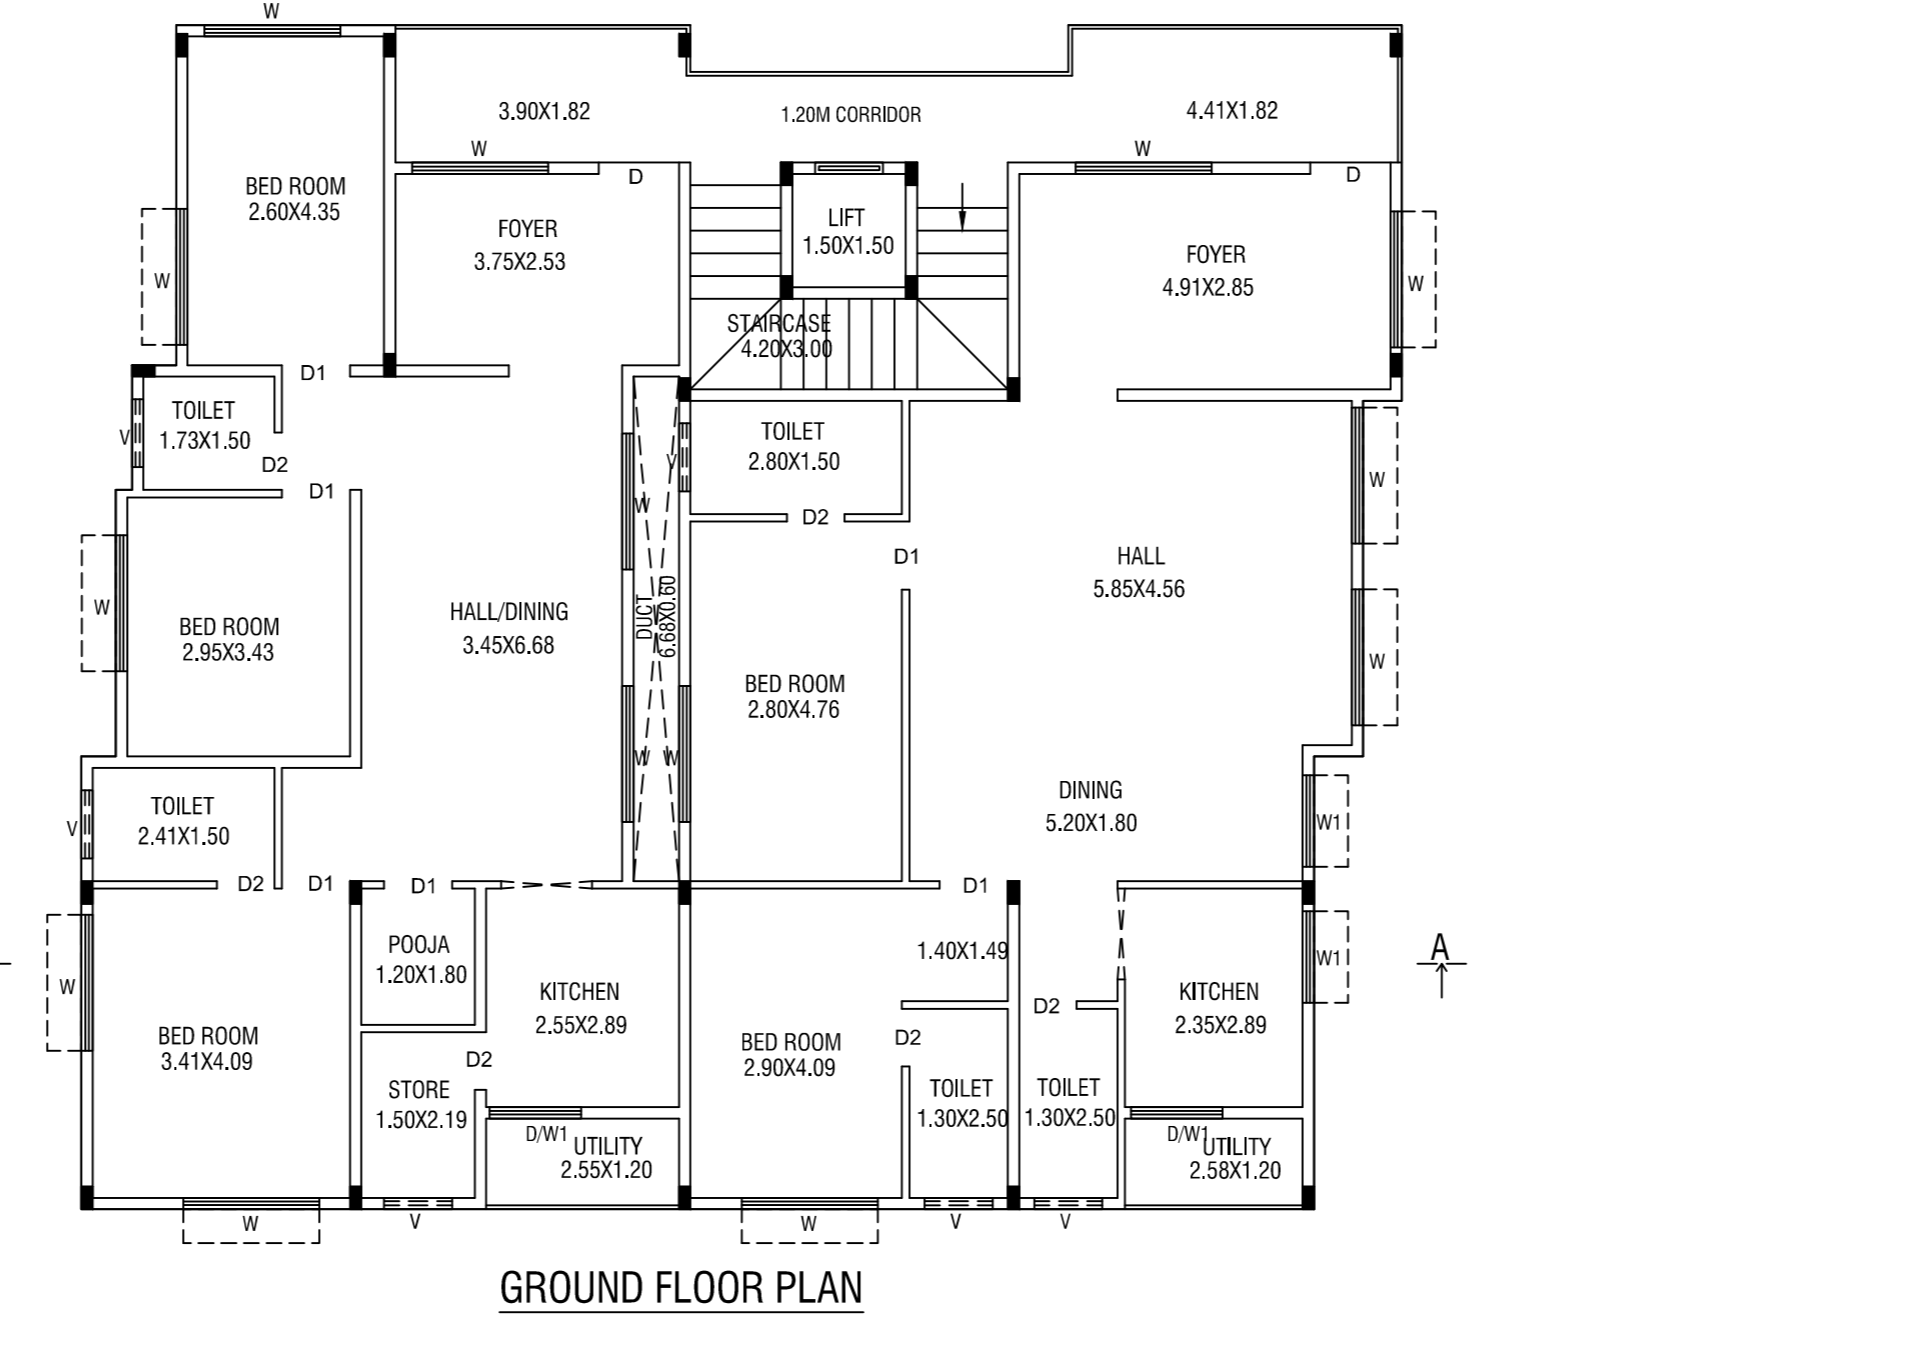 W
3.90X1.82
1.20M CORRIDOR
4.41X1.82
W
D
W
D
BED ROOM
2.60X4.35
FOYER
3.75X2.53
LIFT
1.50X1.50
FOYER
4.91X2.85
W
W
STAIRCASE
4.20X3.00
D1
TOILET
1.73X1.50
V
D2
D1
TOILET
2.80X1.50
V
W
D2
W
D1
HALL
5.85X4.56
BED ROOM
2.95X3.43
W
HALL/DINING
3.45X6.68
DUCT
6.68X0.60
W
BED ROOM
2.80X4.76
W
W
DINING
5.20X1.80
W1
TOILET
2.41X1.50
V
D2
D1
D1
D1
POOJA
1.20X1.80
1.40X1.49
W1
A
W
KITCHEN
2.55X2.89
D2
KITCHEN
2.35X2.89
BED ROOM
3.41X4.09
D2
BED ROOM
2.90X4.09
D2
STORE
1.50X2.19
TOILET
1.30X2.50
TOILET
1.30X2.50
D/W1
UTILITY
2.55X1.20
D/W1
UTILITY
2.58X1.20
W
V
W
V
V
GROUND FLOOR PLAN